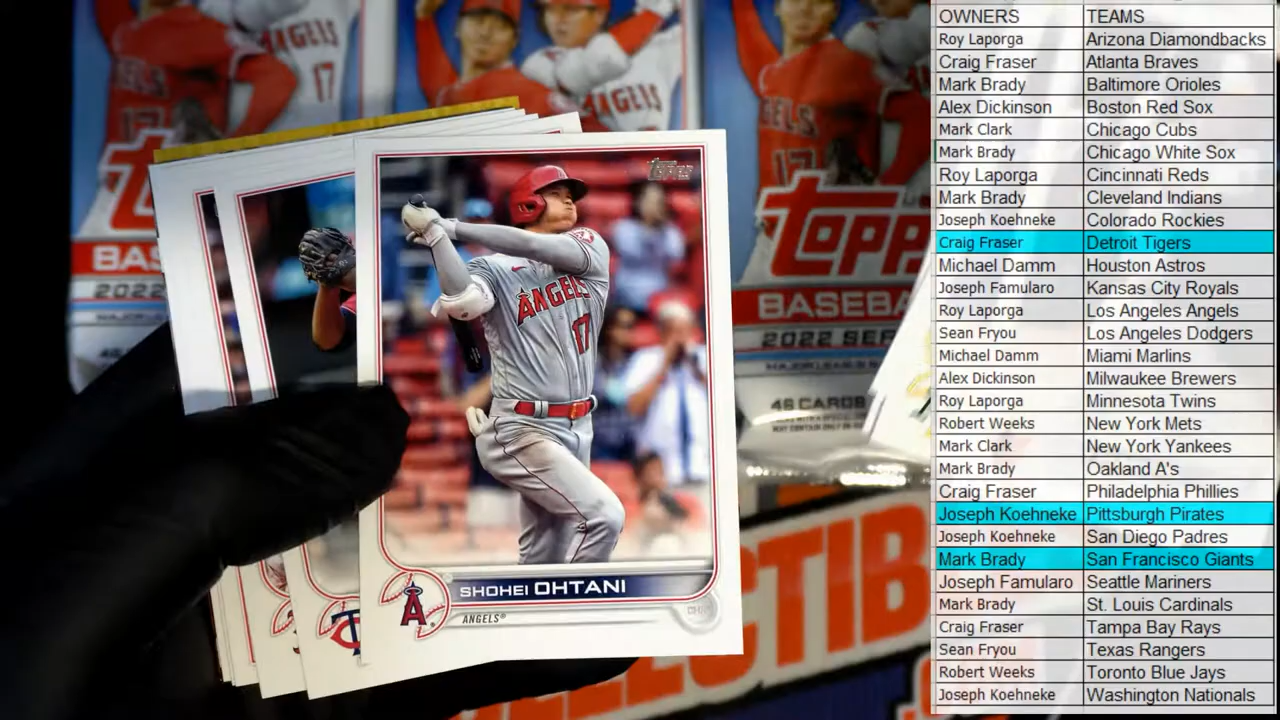 ANGELS
17
ANGELS
17
TOPPS
BASEBA
2022 SER
46 CARDS
2022
Topps
ANGELS
17
SHOHEI OHTANI
ANGELS®
A
OWNERS TEAMS
Roy Laporga Arizona Diamondbacks
Craig Fraser Atlanta Braves
Mark Brady Baltimore Orioles
Alex Dickinson Boston Red Sox
Mark Clark Chicago Cubs
Mark Brady Chicago White Sox
Roy Laporga Cincinnati Reds
Mark Brady Cleveland Indians
Joseph Koehneke Colorado Rockies
Craig Fraser Detroit Tigers
Michael Damm Houston Astros
Joseph Famularo Kansas City Royals
Roy Laporga Los Angeles Angels
Sean Fryou Los Angeles Dodgers
Michael Damm Miami Marlins
Alex Dickinson Milwaukee Brewers
Roy Laporga Minnesota Twins
Robert Weeks New York Mets
Mark Clark New York Yankees
Mark Brady Oakland A's
Craig Fraser Philadelphia Phillies
Joseph Koehneke Pittsburgh Pirates
Joseph Koehneke San Diego Padres
Mark Brady San Francisco Giants
Joseph Famularo Seattle Mariners
Mark Brady St. Louis Cardinals
Craig Fraser Tampa Bay Rays
Sean Fryou Texas Rangers
Robert Weeks Toronto Blue Jays
Joseph Koehneke Washington Nationals